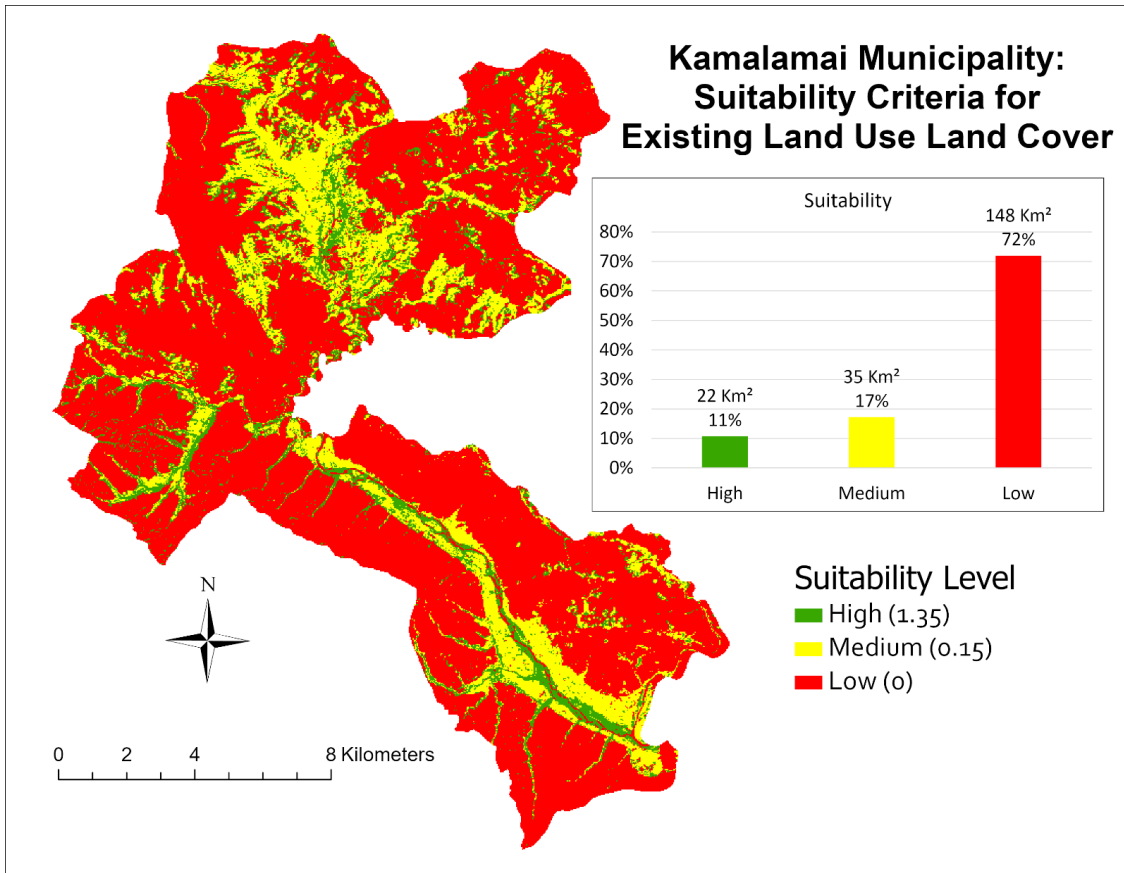 Kamalamai Municipality:
Suitability Criteria for
Existing Land Use Land Cover
Suitability
148 Km²
72%
80%
70%
60%
50%
40%
30%
20%
10%
0%
35 Km²
17%
22 Km²
11%
High Medium Low
N
Suitability Level
High (1.35)
Medium (0.15)
Low (0)
0 2 4 8 Kilometers